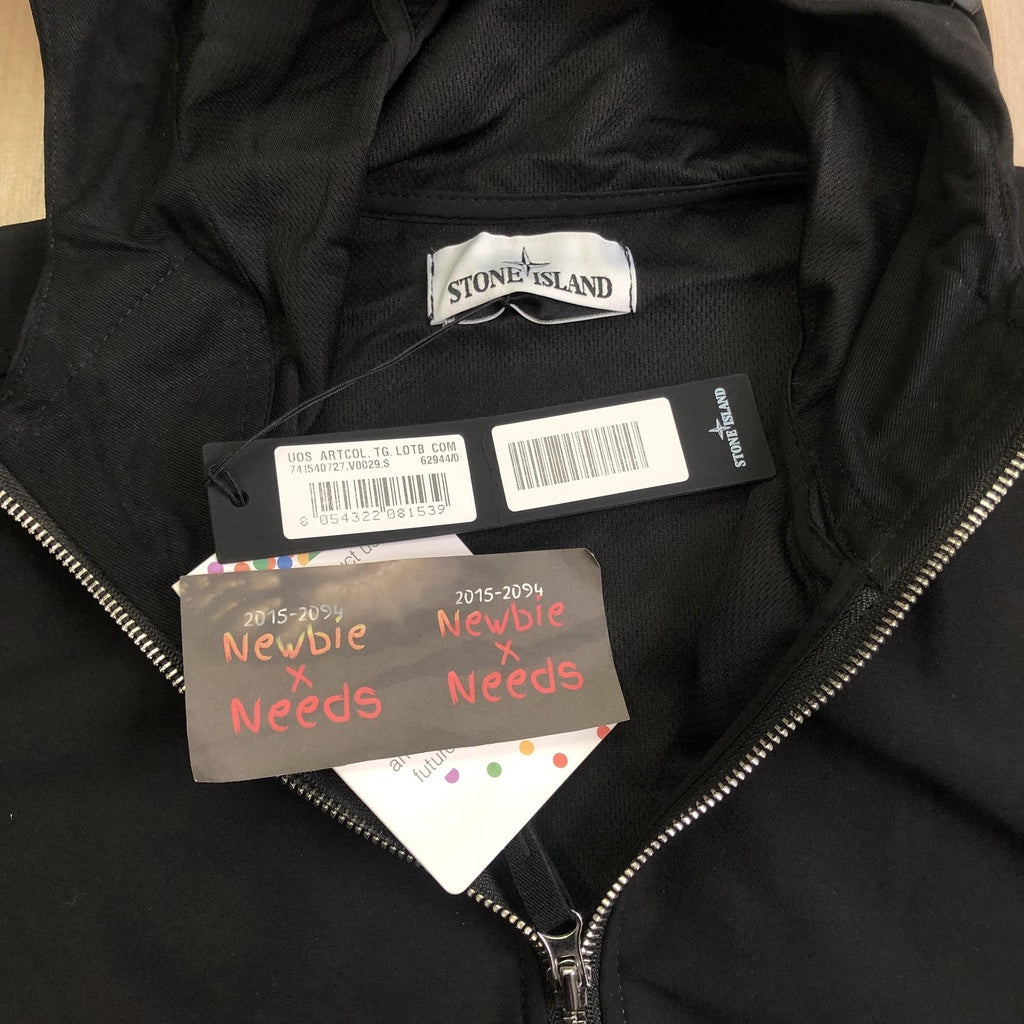 STONE ISLAND
UOS ARTCOL.TG.LOTB COM
741540727.V0029.S 62944/0
8 054322 081539
STONE ISLAND
2015-2094
Newbie
x
Needs
2015-2094
Newbie
x
Needs